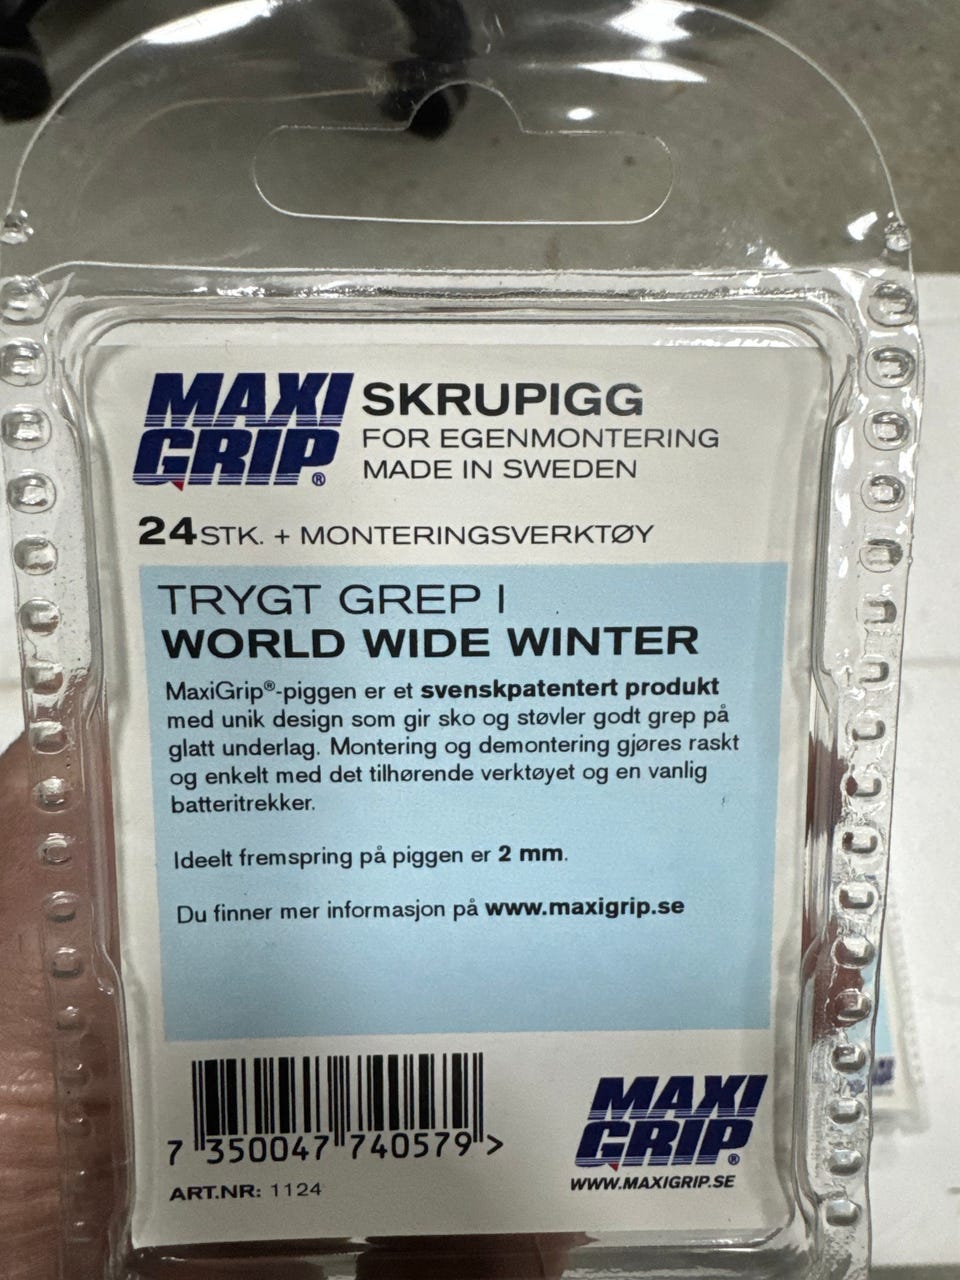 MAXI
GRIP®
SKRUPIGG
FOR EGENMONTERING
MADE IN SWEDEN
24 STK. + MONTERINGSVERKTØY
TRYGT GREP I
WORLD WIDE WINTER
MaxiGrip®-piggen er et svenskpatentert produkt
med unik design som gir sko og støvler godt grep på
glatt underlag. Montering og demontering gjøres raskt
og enkelt med det tilhørende verktøyet og en vanlig
batteritrekker.
Ideelt fremspring på piggen er 2 mm.
Du finner mer informasjon på www.maxigrip.se
7 350047 740579 >
ART.NR: 1124
MAXI
GRIP®
WWW.MAXIGRIP.SE